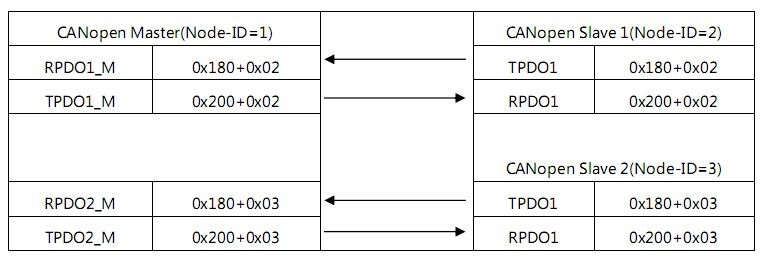 CANopen Master(Node-ID=1) CANopen Slave 1(Node-ID=2)
RPDO1_M 0x180+0x02 TPDO1 0x180+0x02
TPDO1_M 0x200+0x02 RPDO1 0x200+0x02
CANopen Slave 2(Node-ID=3)
RPDO2_M 0x180+0x03 TPDO1 0x180+0x03
TPDO2_M 0x200+0x03 RPDO1 0x200+0x03